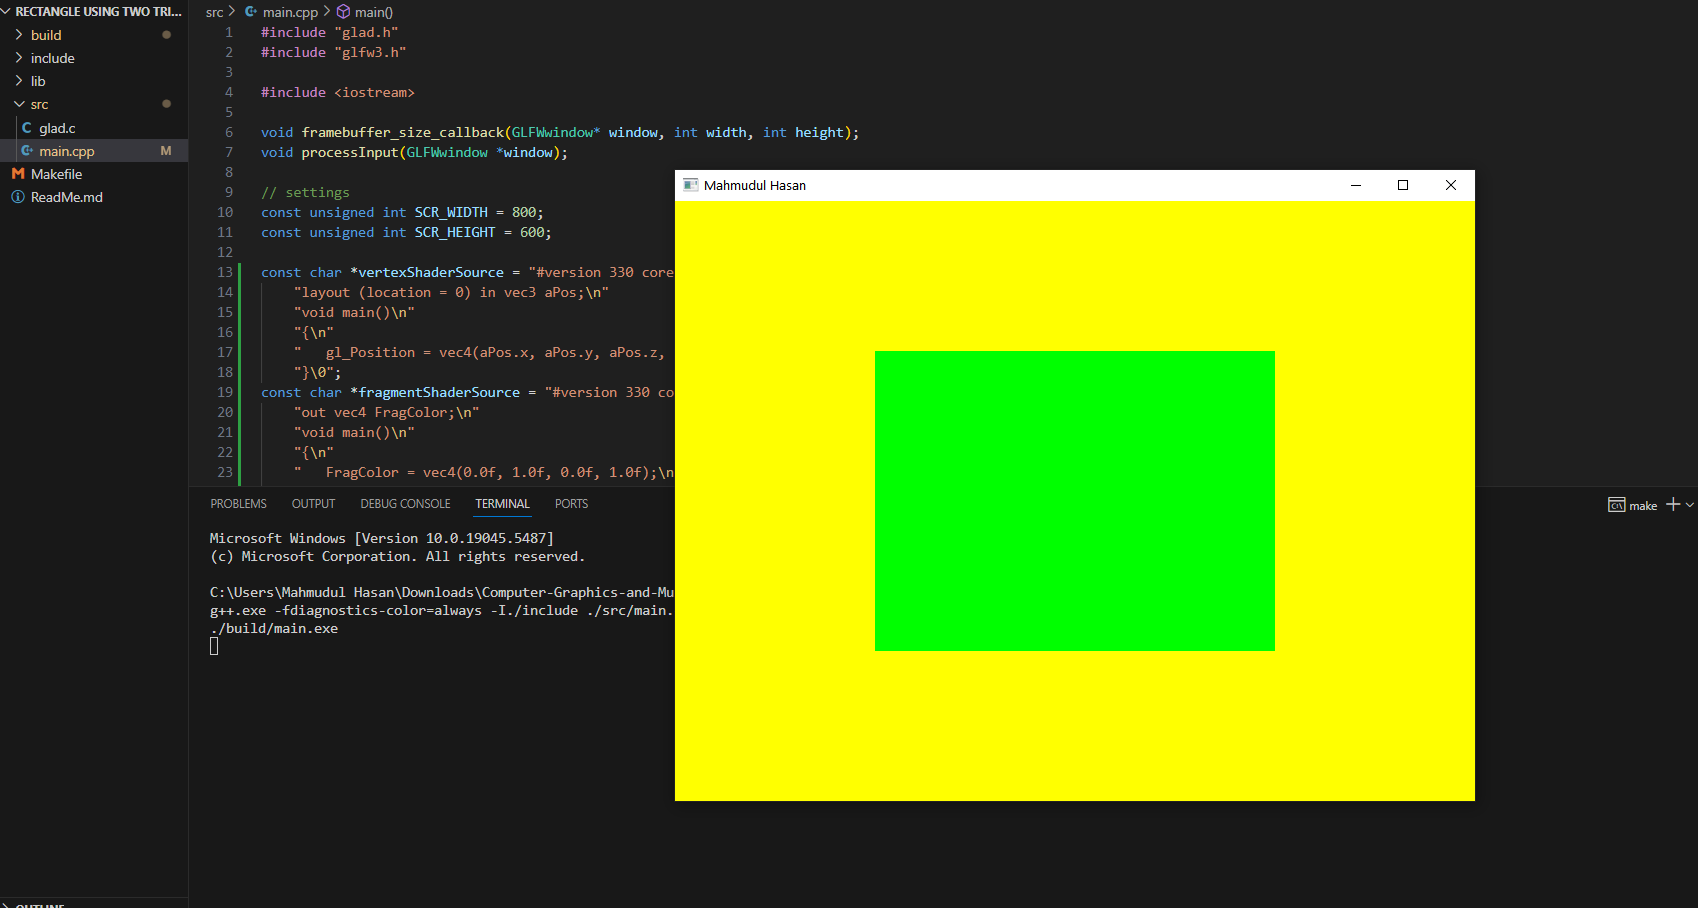 RECTANGLE USING TWO TRI...
build
include
lib
src
glad.c
main.cpp M
Makefile
ReadMe.md
OUTLINE
src > main.cpp > main()
1 #include "glad.h"
2 #include "glfw3.h"
3
4 #include <iostream>
5
6 void framebuffer_size_callback(GLFWwindow* window, int width, int height);
7 void processInput(GLFWwindow *window);
8
9 // settings
10 const unsigned int SCR_WIDTH = 800;
11 const unsigned int SCR_HEIGHT = 600;
12
13 const char *vertexShaderSource = "#version 330 core
14 "layout (location = 0) in vec3 aPos;\n"
15 "void main()\n"
16 "{\n"
17 "   gl_Position = vec4(aPos.x, aPos.y, aPos.z,
18 "}\0";
19 const char *fragmentShaderSource = "#version 330 co
20 "out vec4 FragColor;\n"
21 "void main()\n"
22 "{\n"
23 "   FragColor = vec4(0.0f, 1.0f, 0.0f, 1.0f);\n
Mahmudul Hasan
PROBLEMS OUTPUT DEBUG CONSOLE TERMINAL PORTS
make
Microsoft Windows [Version 10.0.19045.5487]
(c) Microsoft Corporation. All rights reserved.
C:\Users\Mahmudul Hasan\Downloads\Computer-Graphics-and-Mu
g++.exe -fdiagnostics-color=always -I./include ./src/main.
./build/main.exe